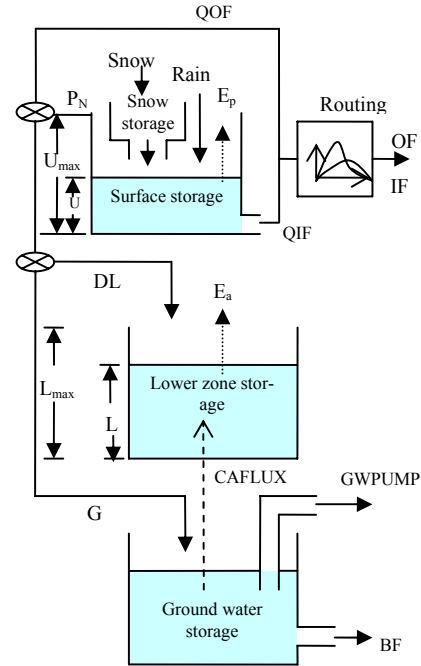 QOF
Snow
Rain
P_N
Snow
storage
E_p
Routing
OF
IF
U_max
U
Surface storage
QIF
DL
E_a
L_max
L
Lower zone stor-
age
CAFLUX
GWPUMP
G
Ground water
storage
BF